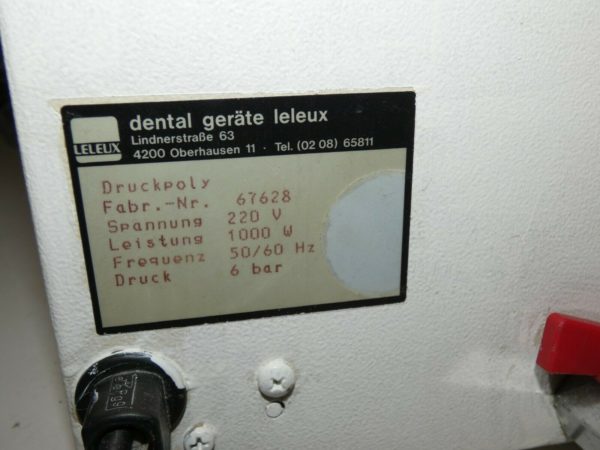 LELEUX
dental geräte leleux
Lindnerstraße 63
4200 Oberhausen 11 · Tel. (02 08) 65811
Druckpoly
Fabr.-Nr. 67628
Spannung 220 V
Leistung 1000 W
Frequenz 50/60 Hz
Druck 6 bar